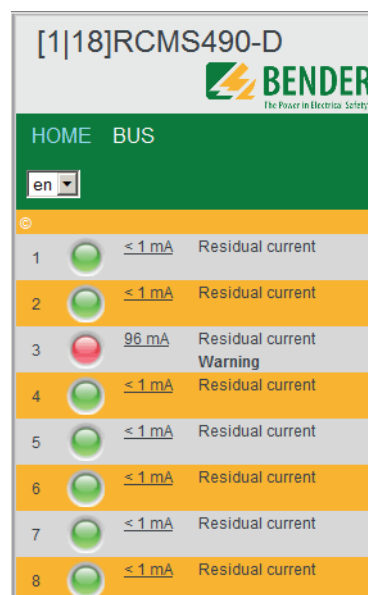 [1|18]RCMS490-D
BENDER
The Power in Electrical Safety
HOME BUS
en
©
1 < 1 mA Residual current
2 < 1 mA Residual current
3 96 mA Residual current
Warning
4 < 1 mA Residual current
5 < 1 mA Residual current
6 < 1 mA Residual current
7 < 1 mA Residual current
8 < 1 mA Residual current